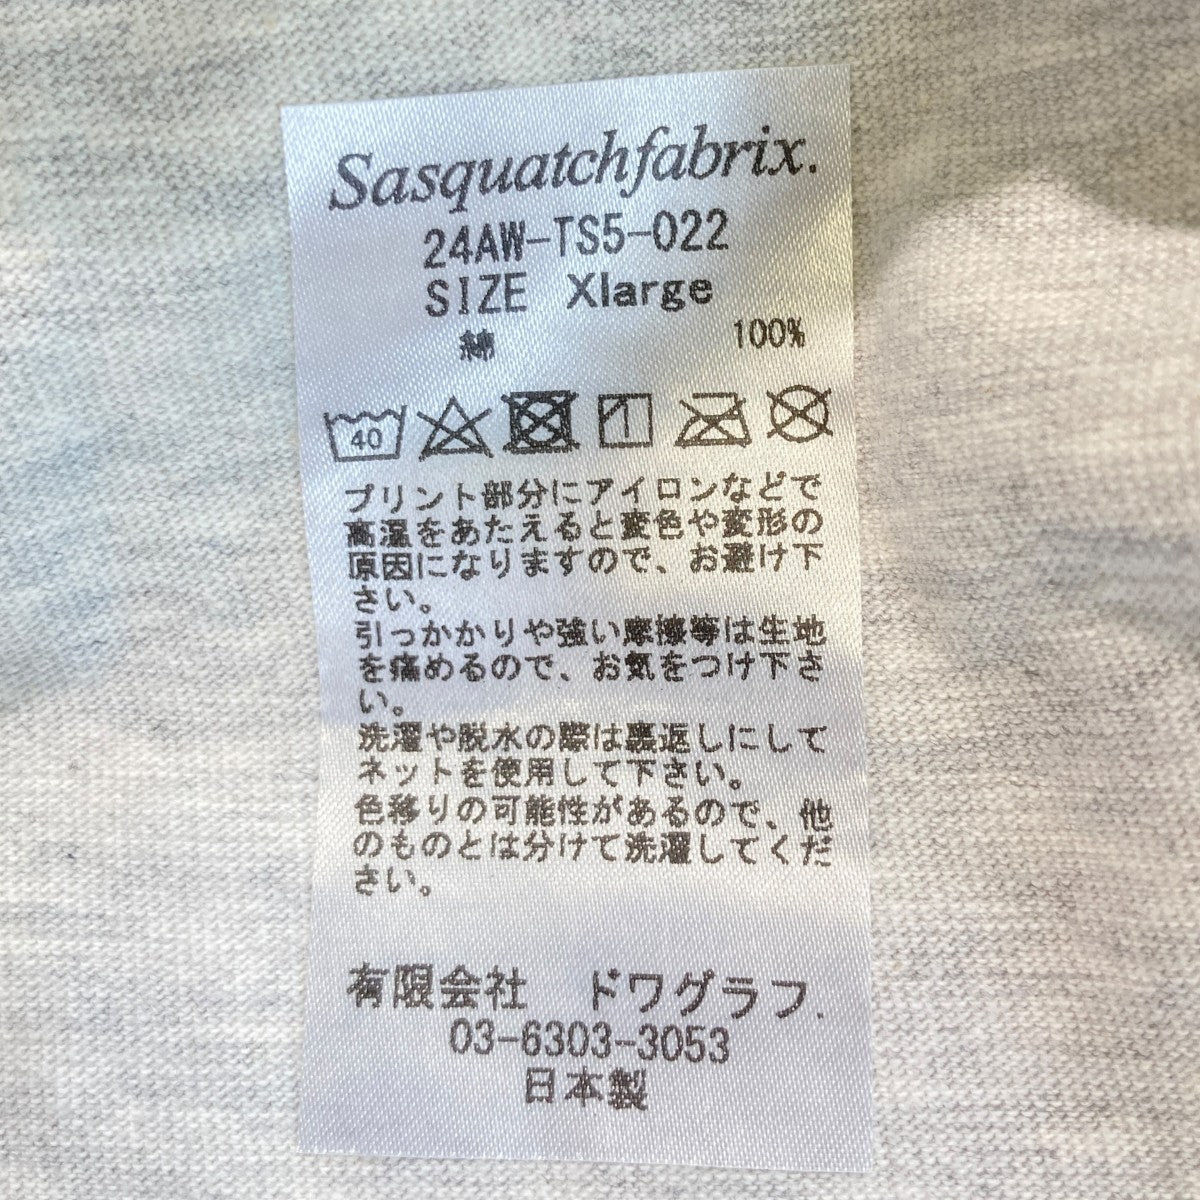 Sasquatchfabrix.
24AW-TS5-022
SIZE Xlarge
綿 100%
40
プリント部分にアイロンなどで
高温をあたえると変色や変形の
原因になりますので、お避け下
さい。
引っかかりや強い摩擦等は生地
を痛めるので、お気をつけ下さ
い。
洗濯や脱水の際は裏返しにして
ネットを使用して下さい。
色移りの可能性があるので、他
のものとは分けて洗濯してくだ
さい。
有限会社 ドワグラフ.
03-6303-3053
日本製